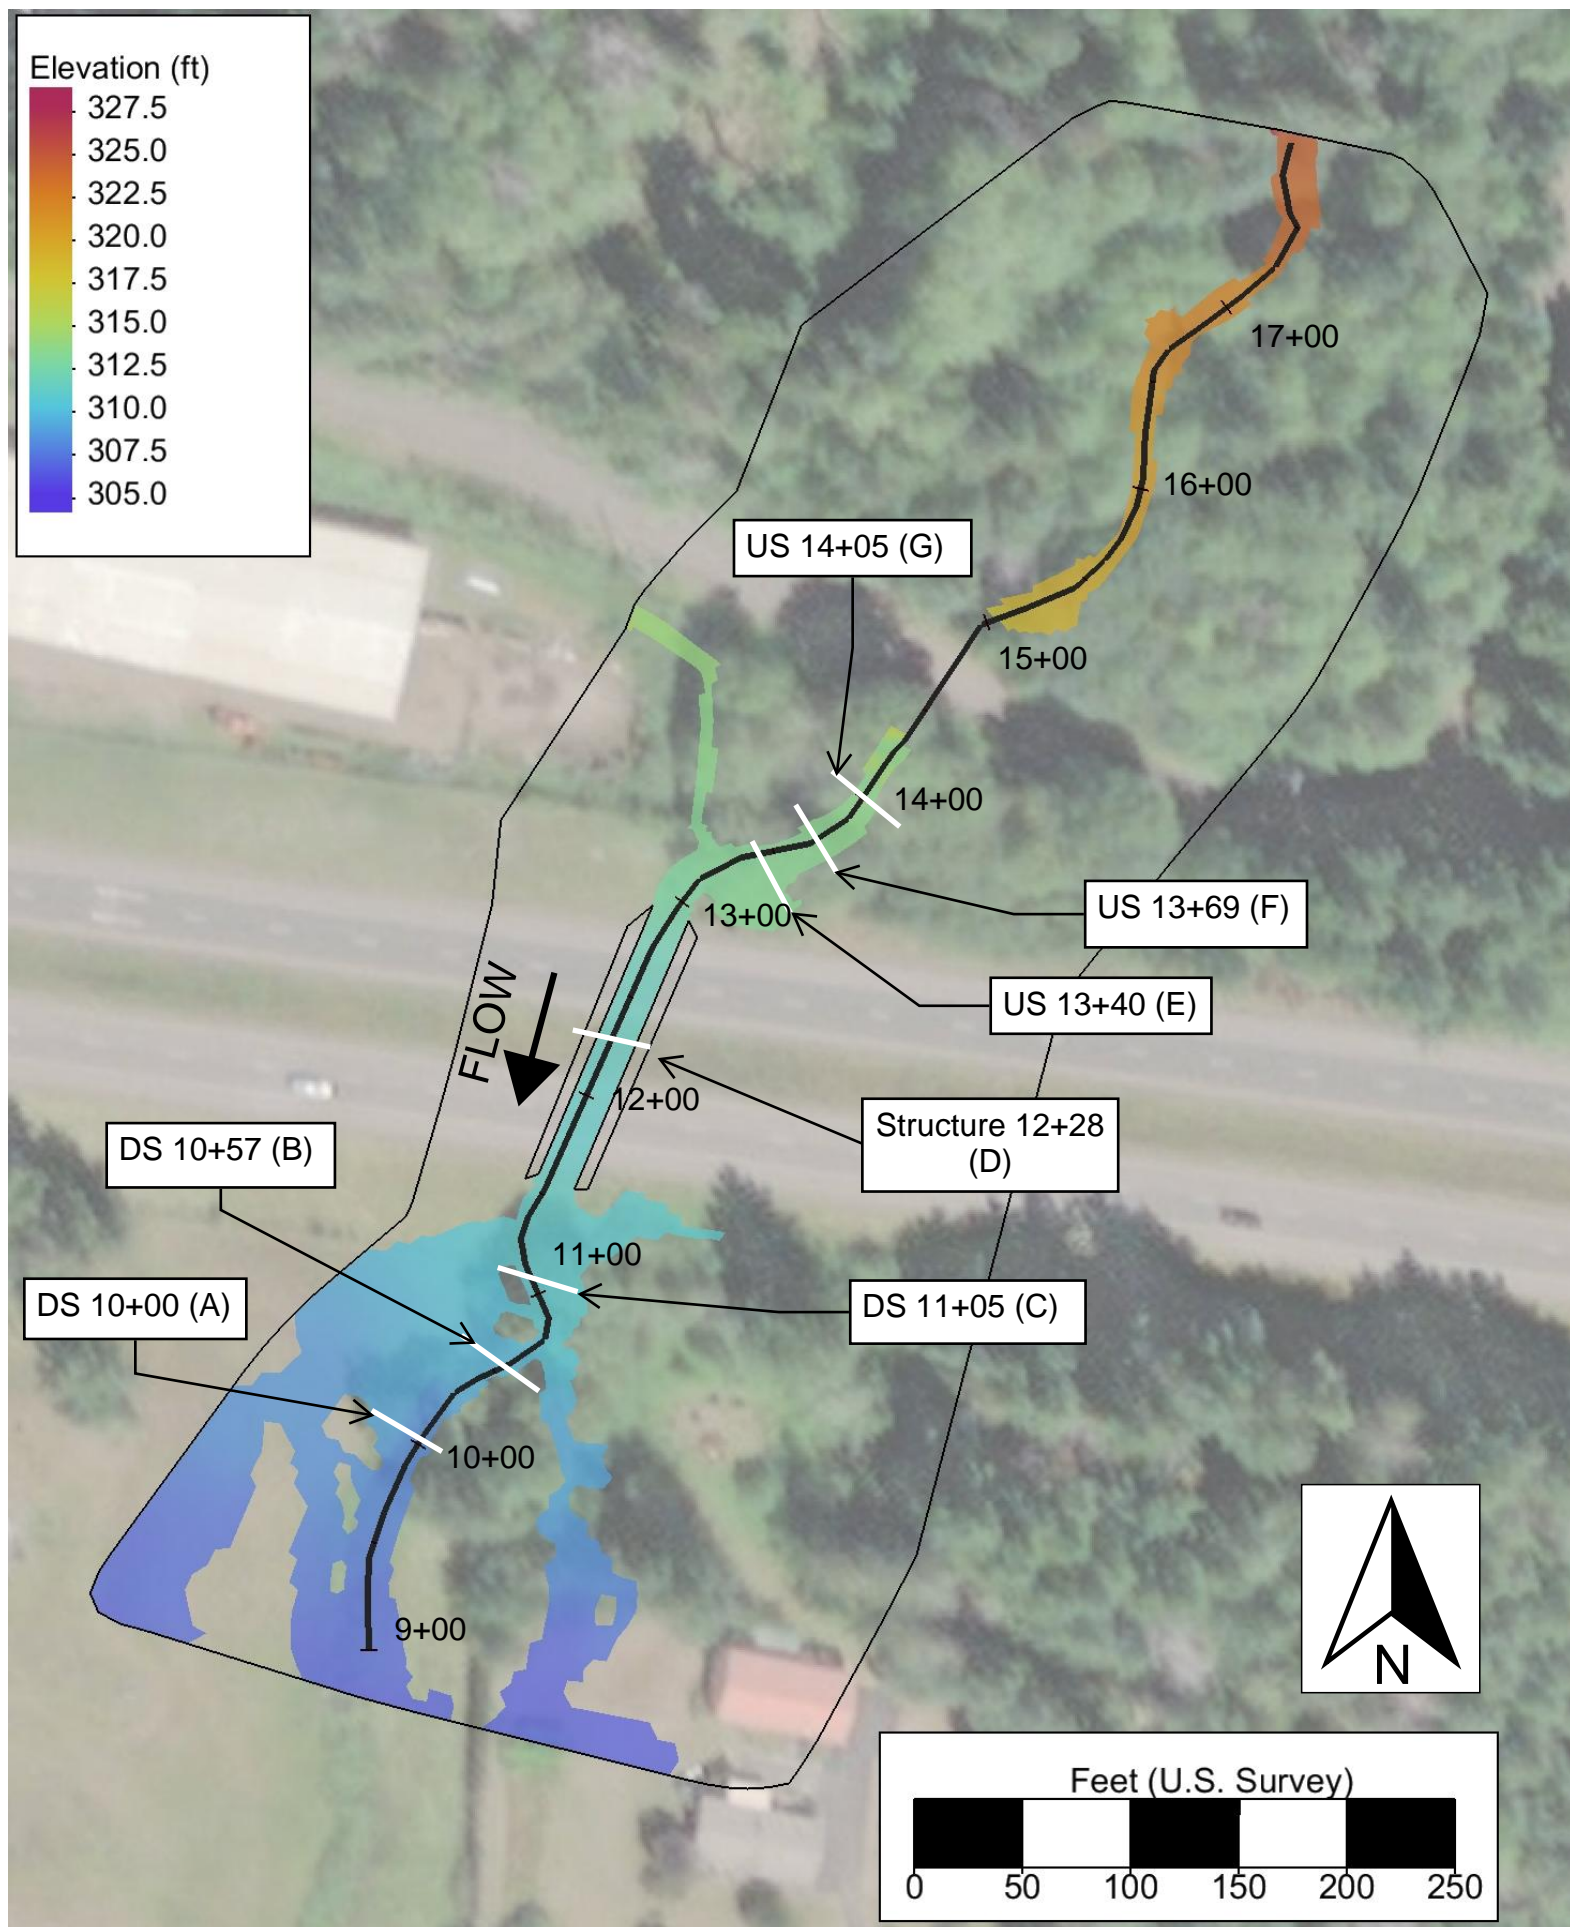 Elevation (ft)
327.5
325.0
322.5
320.0
317.5
315.0
312.5
310.0
307.5
305.0
17+00
16+00
US 14+05 (G)
15+00
14+00
US 13+69 (F)
13+00
US 13+40 (E)
FLOW
12+00
Structure 12+28
(D)
DS 10+57 (B)
11+00
DS 10+00 (A)
DS 11+05 (C)
10+00
9+00
N
Feet (U.S. Survey)
0 50 100 150 200 250